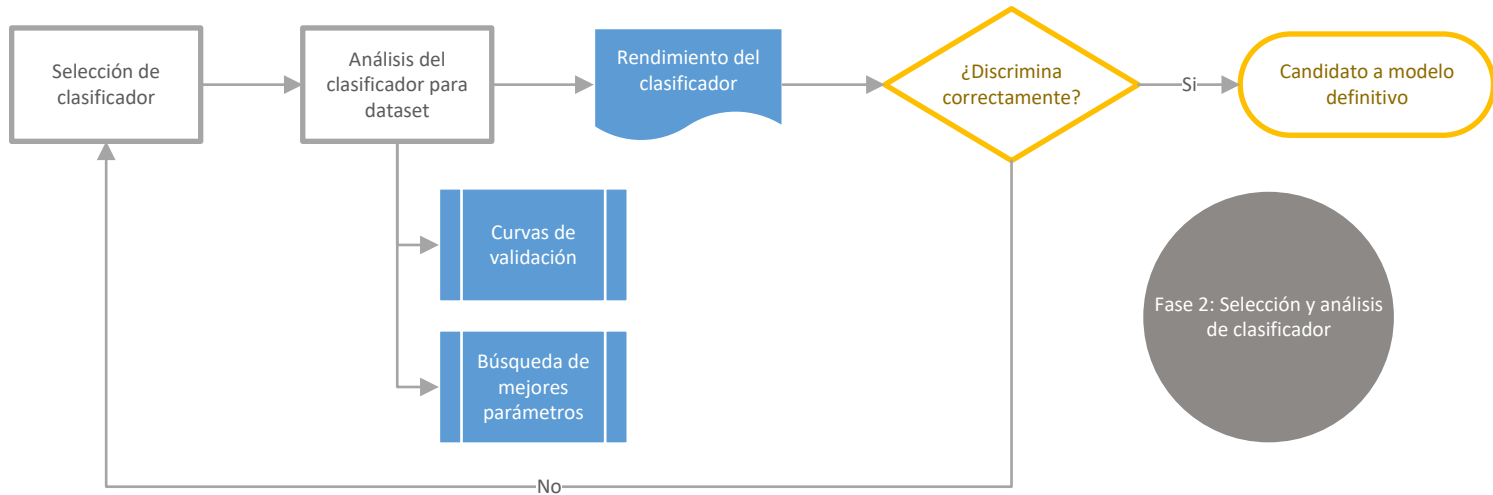 Selección de
clasificador
Análisis del
clasificador para
dataset
Rendimiento del
clasificador
¿Discrimina
correctamente?
Si
Candidato a modelo
definitivo
Curvas de
validación
Búsqueda de
mejores
parámetros
Fase 2: Selección y análisis
de clasificador
No